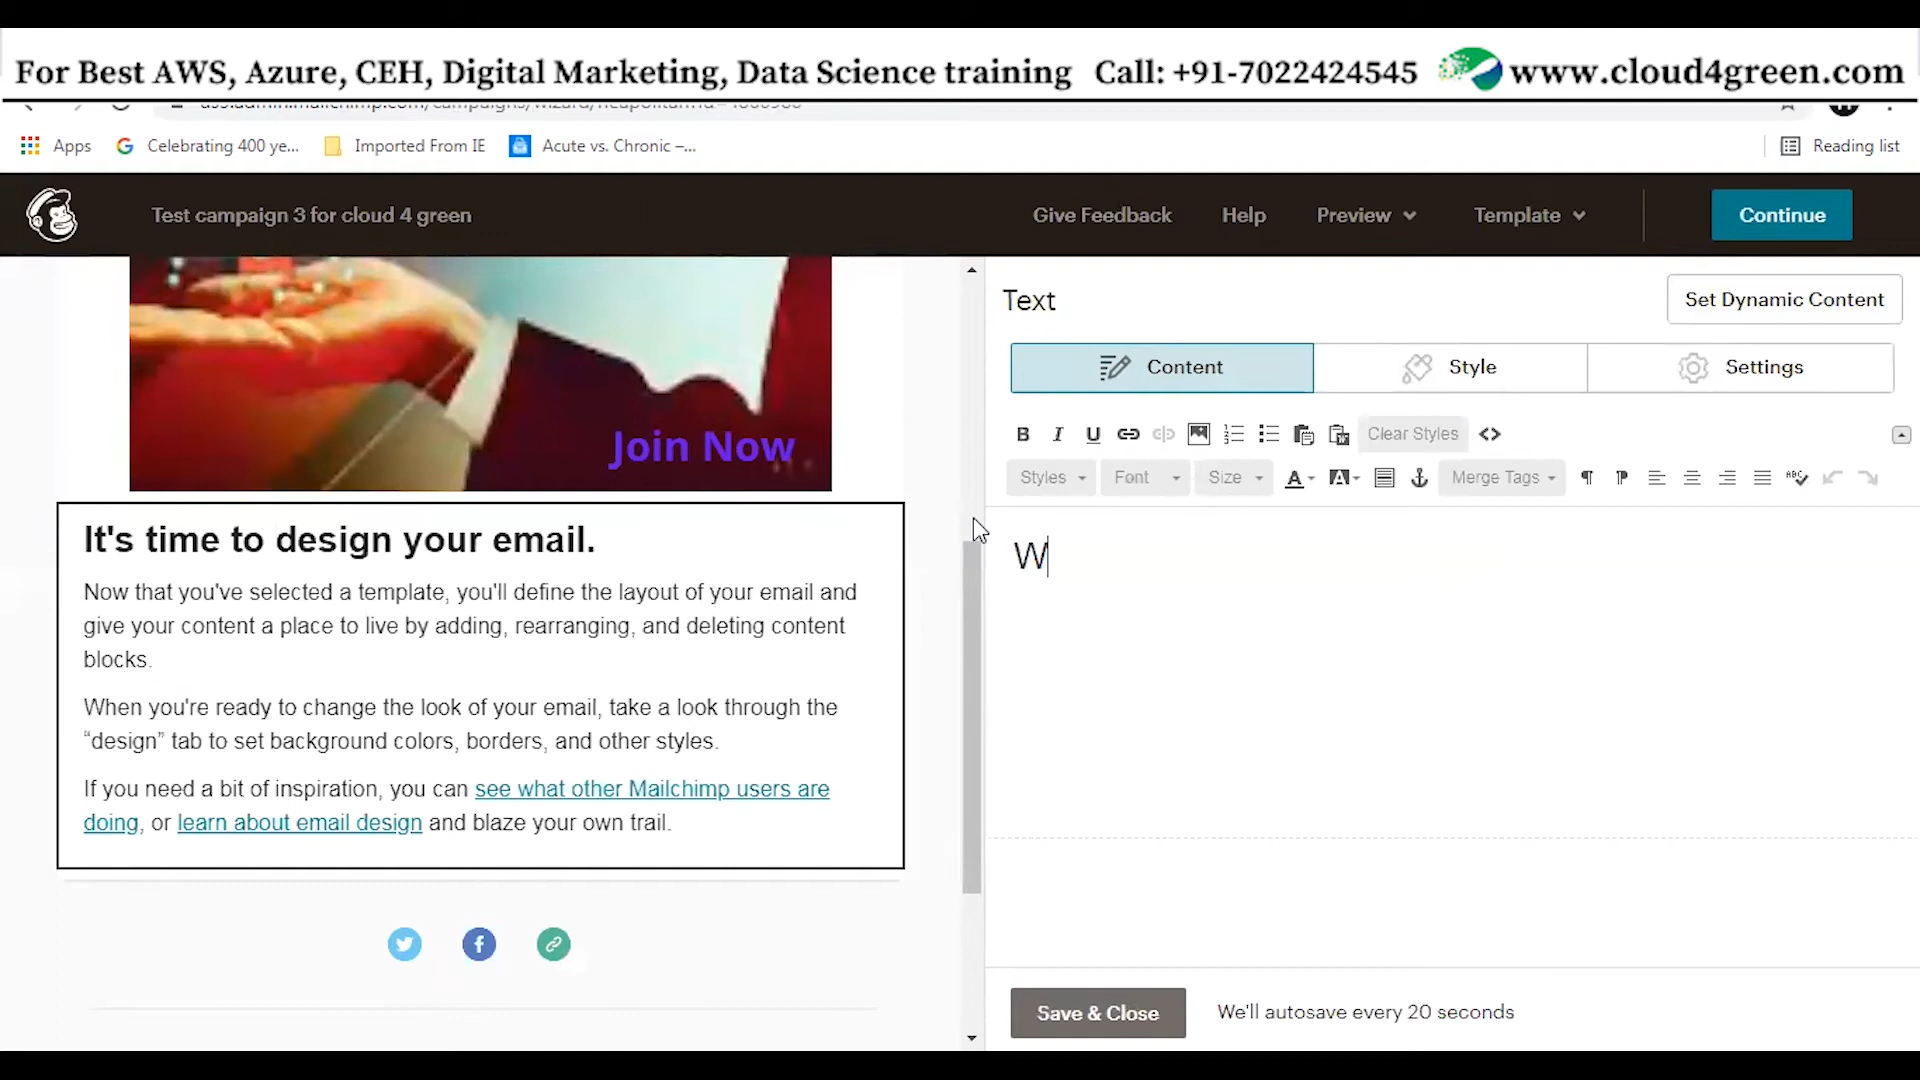 For Best AWS, Azure, CEH, Digital Marketing, Data Science training Call: +91-7022424545 www.cloud4green.com
Apps Celebrating 400 ye... Imported From IE Acute vs. Chronic –... Reading list
Test campaign 3 for cloud 4 green Give Feedback Help Preview Template Continue
Text Set Dynamic Content
Content Style Settings
B I U Clear Styles <>
Styles Font Size A A Merge Tags ABC
W
Join Now
It's time to design your email.
Now that you've selected a template, you'll define the layout of your email and
give your content a place to live by adding, rearranging, and deleting content
blocks.
When you're ready to change the look of your email, take a look through the
“design” tab to set background colors, borders, and other styles.
If you need a bit of inspiration, you can see what other Mailchimp users are
doing, or learn about email design and blaze your own trail.
Save & Close We'll autosave every 20 seconds